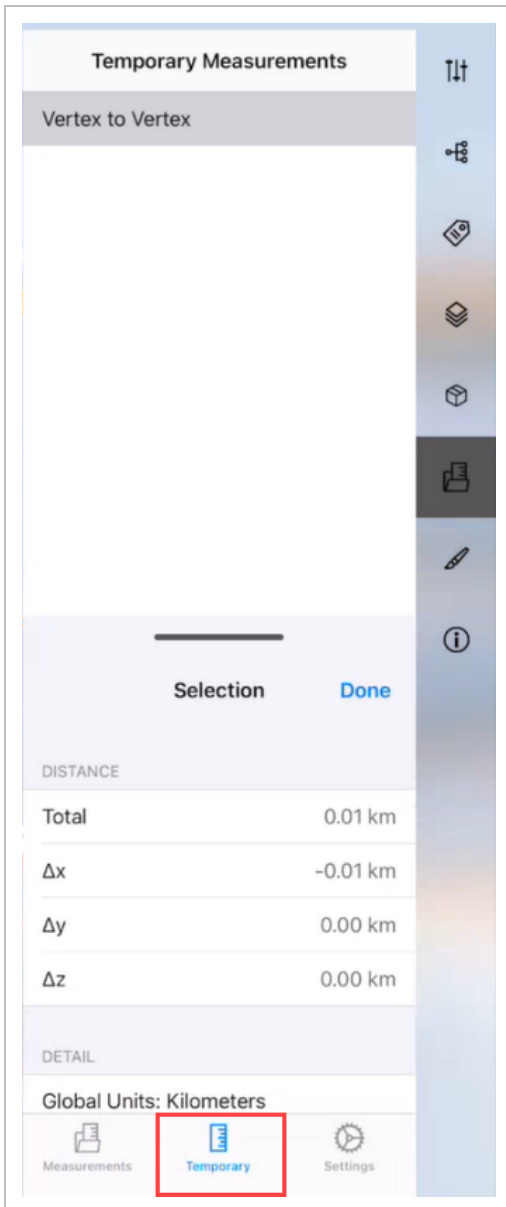 Temporary Measurements
Vertex to Vertex
Selection
Done
DISTANCE
Total 0.01 km
Δx -0.01 km
Δy 0.00 km
Δz 0.00 km
DETAIL
Global Units: Kilometers
Measurements Temporary Settings